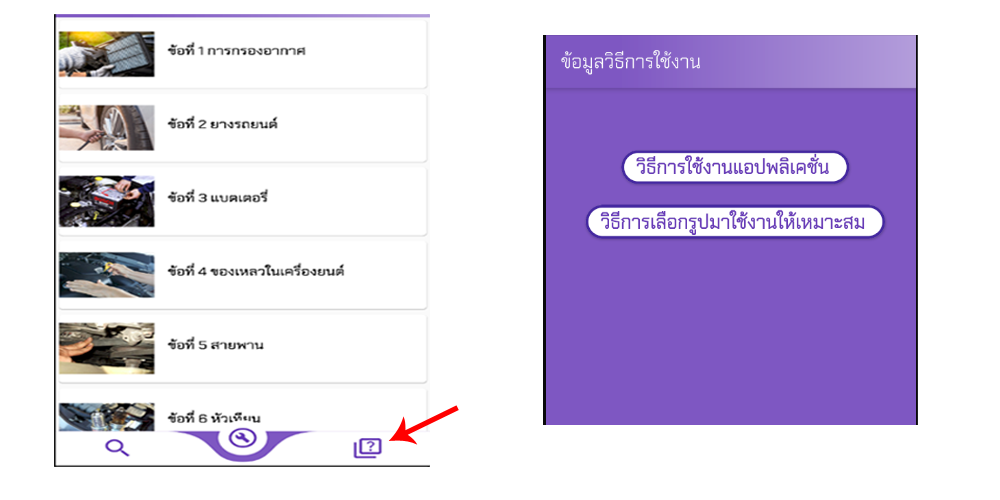 ข้อที่ 1 การกรองอากาศ
ข้อที่ 2 ยางรถยนต์
ข้อที่ 3 แบตเตอรี่
ข้อที่ 4 ของเหลวในเครื่องยนต์
ข้อที่ 5 สายพาน
ข้อที่ 6 หัวเทียน
ข้อมูลวิธีการใช้งาน
วิธีการใช้งานแอปพลิเคชั่น
วิธีการเลือกรูปมาใช้งานให้เหมาะสม